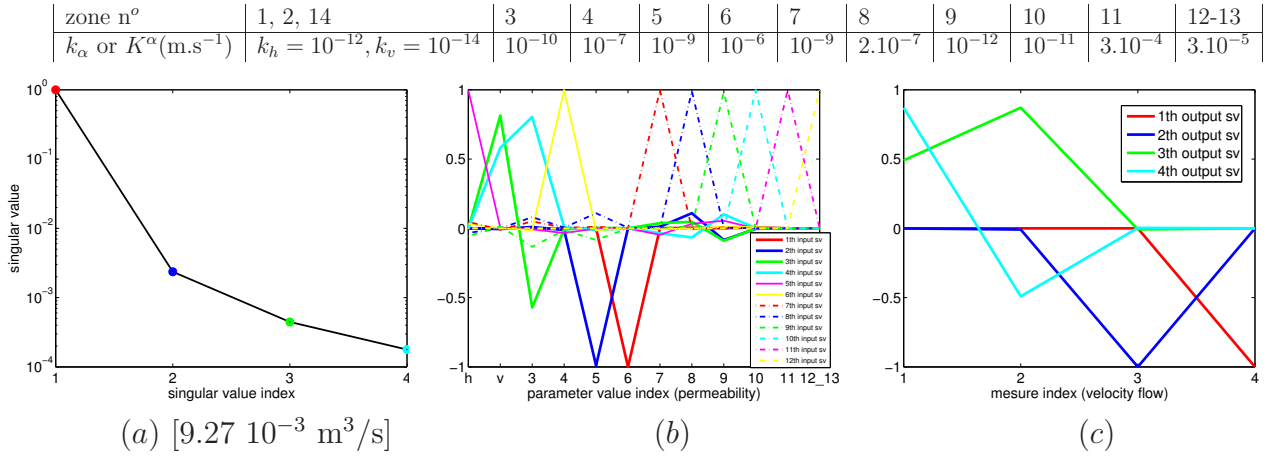 zone n^o 1, 2, 14 3 4 5 6 7 8 9 10 11 12-13
k_α or K^α(m.s^{-1}) k_h = 10^{-12}, k_v = 10^{-14} 10^{-10} 10^{-7} 10^{-9} 10^{-6} 10^{-9} 2.10^{-7} 10^{-12} 10^{-11} 3.10^{-4} 3.10^{-5}
10^0
10^{-1}
10^{-2}
10^{-3}
10^{-4}
singular value
1 2 3 4
singular value index
(a) [9.27 10^{-3} m^3/s]
1
0.5
0
−0.5
−1
1th input sv
2th input sv
3th input sv
4th input sv
5th input sv
6th input sv
7th input sv
8th input sv
9th input sv
10th input sv
11th input sv
12th input sv
h v 3 4 5 6 7 8 9 10 11 12_13
parameter value index (permeability)
(b)
1
0.5
0
−0.5
−1
1th output sv
2th output sv
3th output sv
4th output sv
1 2 3 4
mesure index (velocity flow)
(c)